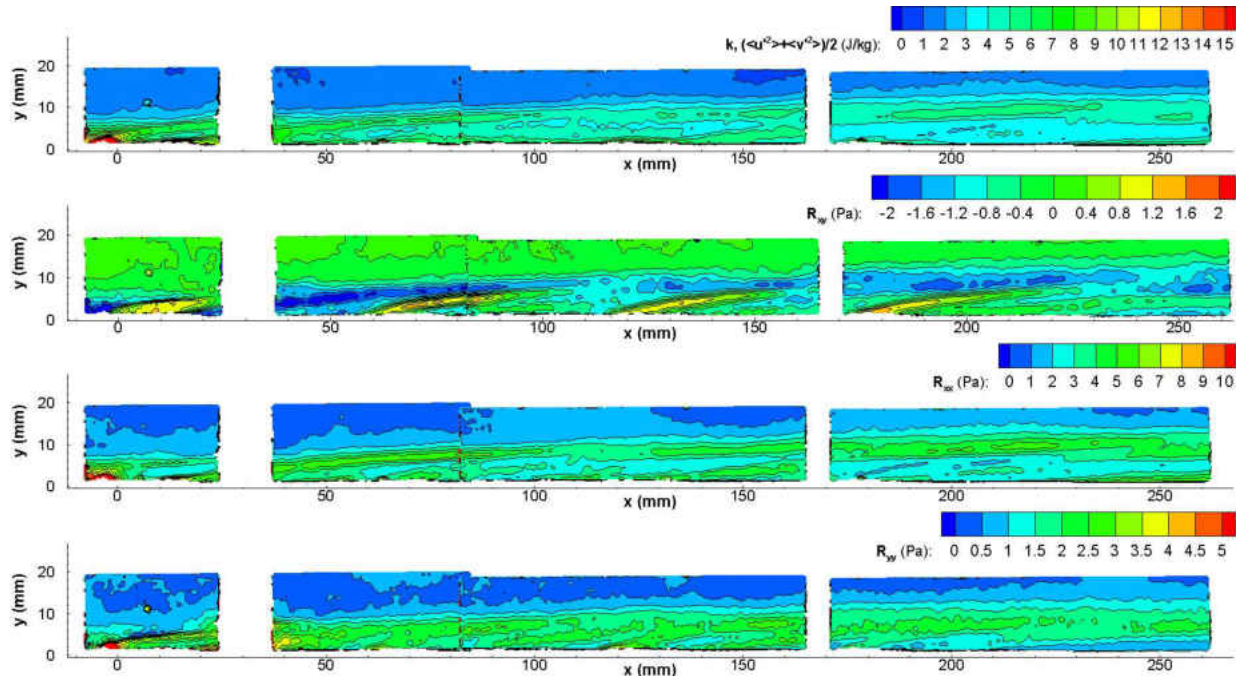 k, (<u'²>+<v'²>)/2 (J/kg): 0 1 2 3 4 5 6 7 8 9 10 11 12 13 14 15
y (mm)
20
10
0
0 50 100 150 200 250
x (mm)
R_xy (Pa): -2 -1.6 -1.2 -0.8 -0.4 0 0.4 0.8 1.2 1.6 2
y (mm)
20
10
0
0 50 100 150 200 250
x (mm)
R_xx (Pa): 0 1 2 3 4 5 6 7 8 9 10
y (mm)
20
10
0
0 50 100 150 200 250
x (mm)
R_yy (Pa): 0 0.5 1 1.5 2 2.5 3 3.5 4 4.5 5
y (mm)
20
10
0
0 50 100 150 200 250
x (mm)